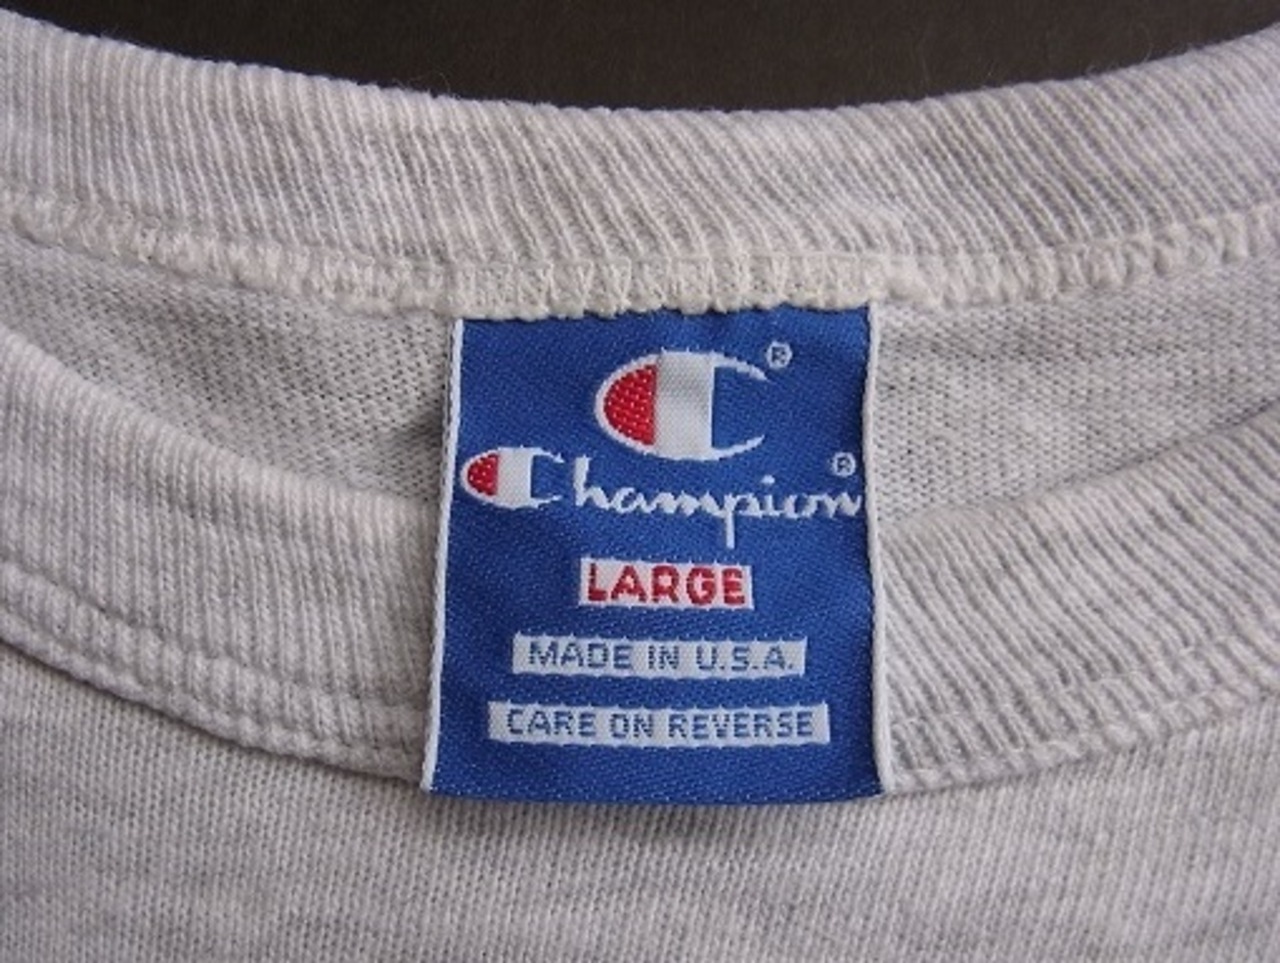 C®
Champion®
LARGE
MADE IN U.S.A.
CARE ON REVERSE